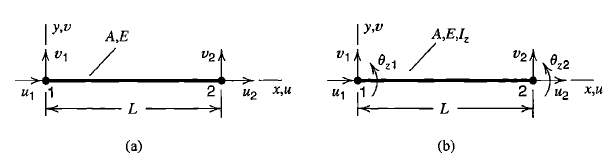 y,v
A,E
v1
v2
u1
1
2
u2
x,u
L
(a)
y,v
A,E,Iz
v1
θz1
v2
θz2
u1
1
2
u2
x,u
L
(b)